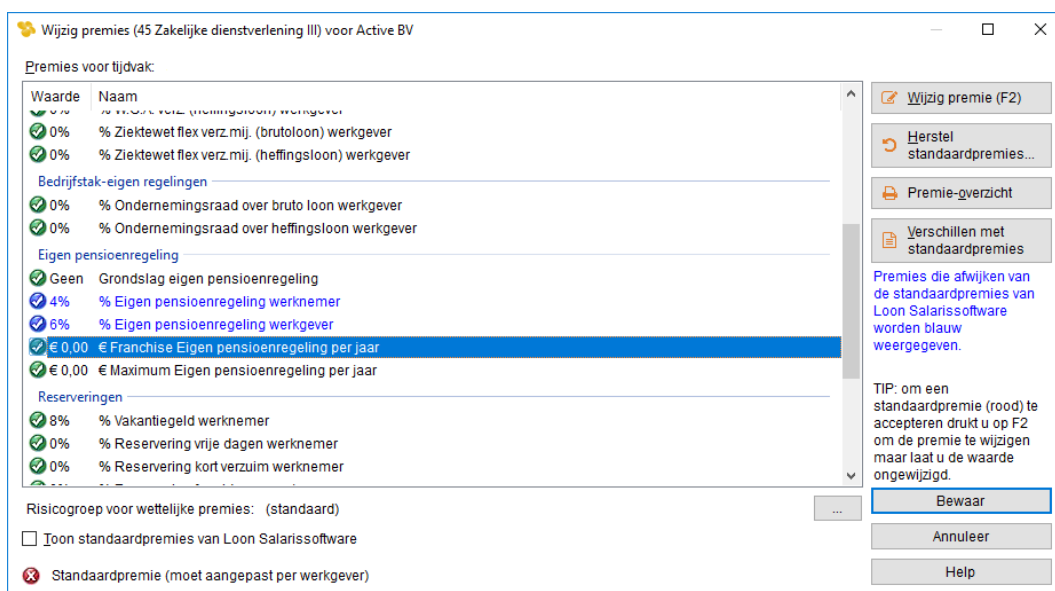 Wijzig premies (45 Zakelijke dienstverlening III) voor Active BV
Premies voor tijdvak:
Waarde Naam
0% % W.G.A. verz (heffingsloon) werkgever
0% % Ziektewet flex verz.mij. (brutoloon) werkgever
0% % Ziektewet flex verz.mij. (heffingsloon) werkgever
Bedrijfstak-eigen regelingen
0% % Ondernemingsraad over bruto loon werkgever
0% % Ondernemingsraad over heffingsloon werkgever
Eigen pensioenregeling
Geen Grondslag eigen pensioenregeling
4% % Eigen pensioenregeling werknemer
6% % Eigen pensioenregeling werkgever
€ 0,00 € Franchise Eigen pensioenregeling per jaar
€ 0,00 € Maximum Eigen pensioenregeling per jaar
Reserveringen
8% % Vakantiegeld werknemer
0% % Reservering vrije dagen werknemer
0% % Reservering kort verzuim werknemer
Risicogroep voor wettelijke premies: (standaard)
...
Toon standaardpremies van Loon Salarissoftware
Standaardpremie (moet aangepast per werkgever)
Wijzig premie (F2)
Herstel
standaardpremies...
Premie-overzicht
Verschillen met
standaardpremies
Premies die afwijken van
de standaardpremies van
Loon Salarissoftware
worden blauw
weergegeven.
TIP: om een
standaardpremie (rood) te
accepteren drukt u op F2
om de premie te wijzigen
maar laat u de waarde
ongewijzigd.
Bewaar
Annuleer
Help